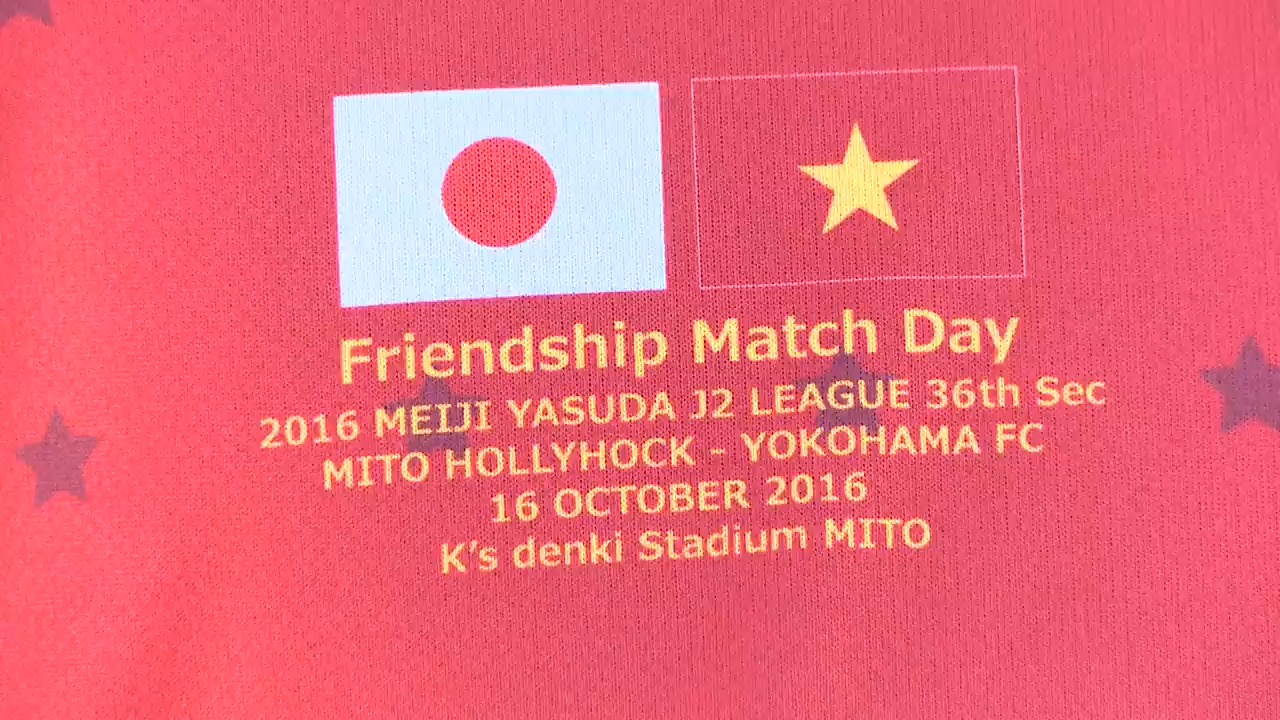 Friendship Match Day
2016 MEIJI YASUDA J2 LEAGUE 36th Sec
MITO HOLLYHOCK - YOKOHAMA FC
16 OCTOBER 2016
K's denki Stadium MITO